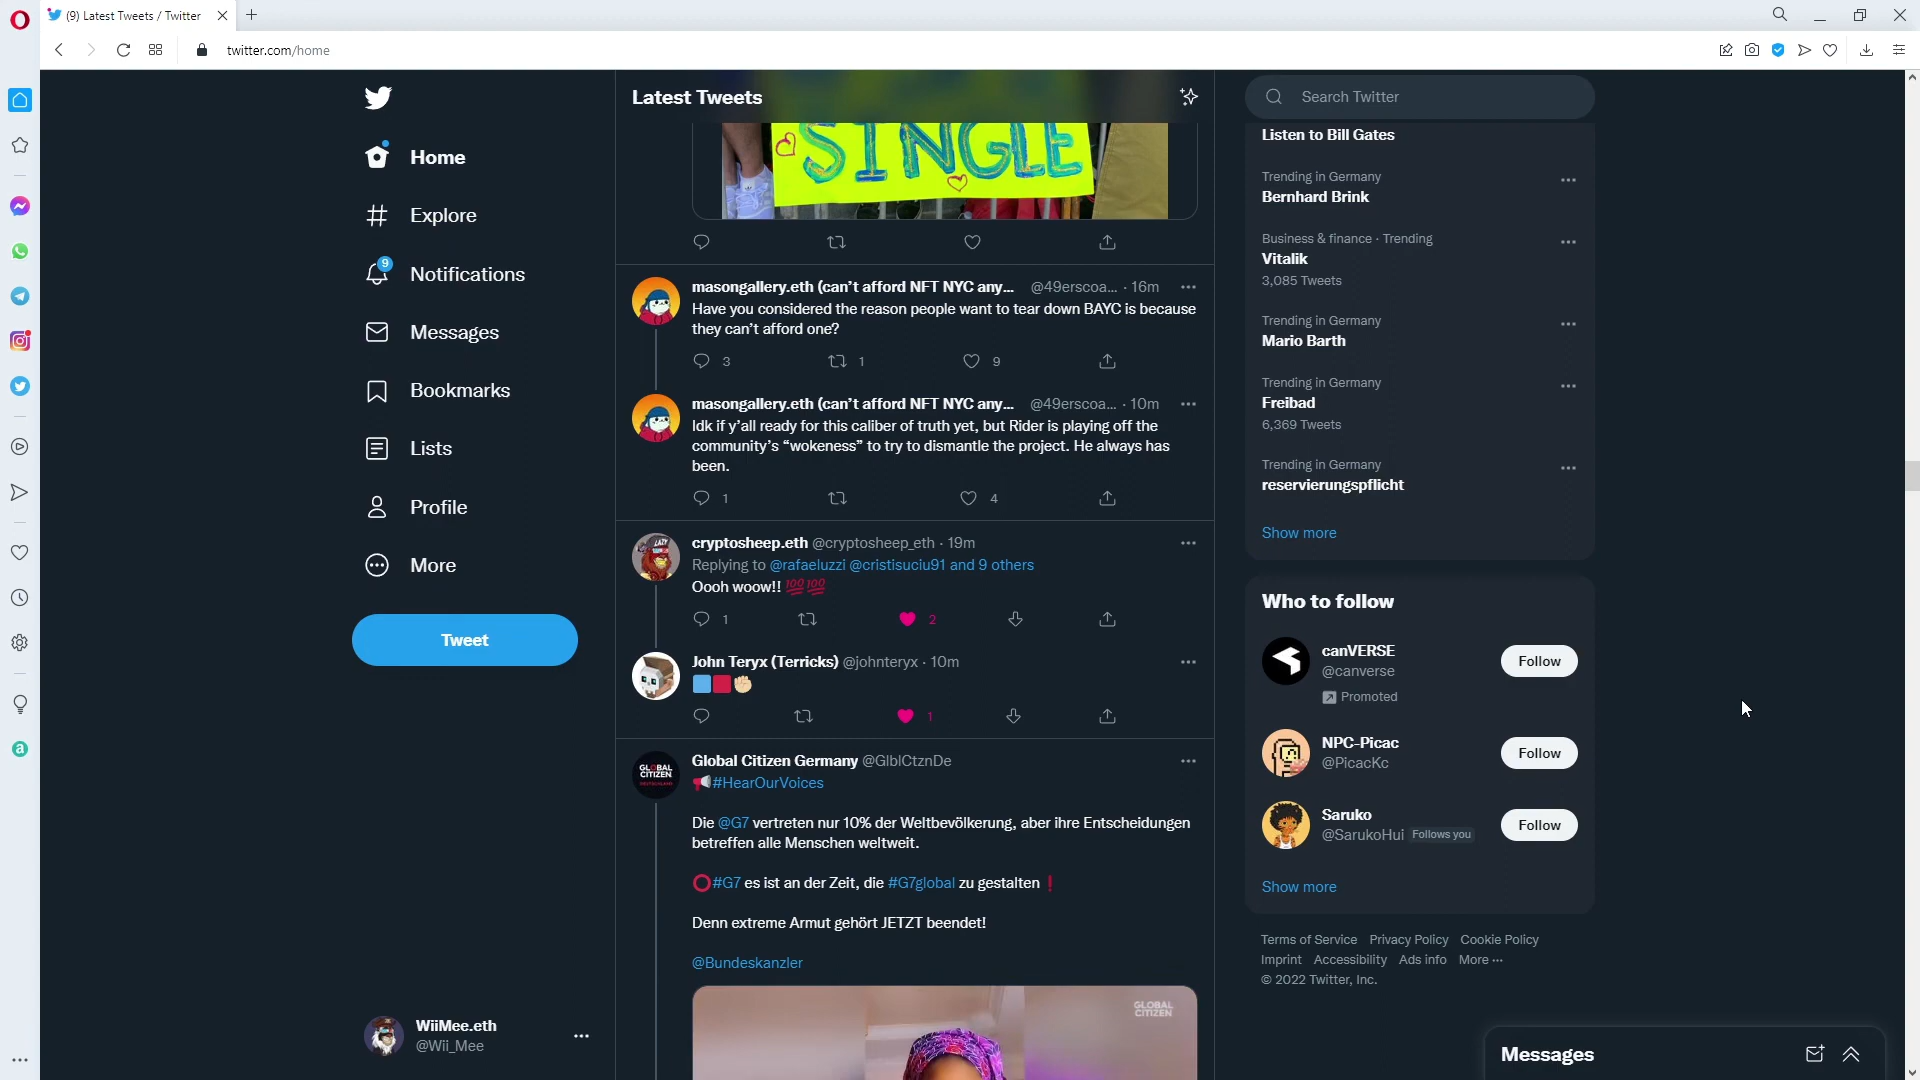 (9) Latest Tweets / Twitter
twitter.com/home
Latest Tweets
Home
Explore
9
Notifications
Messages
Bookmarks
Lists
Profile
More
Tweet
WiiMee.eth
@Wii_Mee
SINGLE
masongallery.eth (can't afford NFT NYC any... @49erscoa... · 16m
Have you considered the reason people want to tear down BAYC is because
they can't afford one?
3 1 9
masongallery.eth (can't afford NFT NYC any... @49erscoa... · 10m
Idk if y'all ready for this caliber of truth yet, but Rider is playing off the
community's “wokeness” to try to dismantle the project. He always has
been.
1 4
cryptosheep.eth @cryptosheep_eth · 19m
Replying to @rafaeluzzi @cristisuciu91 and 9 others
Oooh woow!! 💯💯
1 2
John Teryx (Terricks) @johnteryx · 10m
🟦🟥✊🏼
1
GLOBAL
CITIZEN
Global Citizen Germany @GlblCtznDe
📢#HearOurVoices
Die @G7 vertreten nur 10% der Weltbevölkerung, aber ihre Entscheidungen
betreffen alle Menschen weltweit.
⭕#G7 es ist an der Zeit, die #G7global zu gestalten❗
Denn extreme Armut gehört JETZT beendet!
@Bundeskanzler
GLOBAL
CITIZEN
Search Twitter
Listen to Bill Gates
Trending in Germany
Bernhard Brink
Business & finance · Trending
Vitalik
3,085 Tweets
Trending in Germany
Mario Barth
Trending in Germany
Freibad
6,369 Tweets
Trending in Germany
reservierungspflicht
Show more
Who to follow
canVERSE
@canverse
Promoted
Follow
NPC-Picac
@PicacKc
Follow
Saruko
@SarukoHui Follows you
Follow
Show more
Terms of Service Privacy Policy Cookie Policy
Imprint Accessibility Ads info More ···
© 2022 Twitter, Inc.
Messages